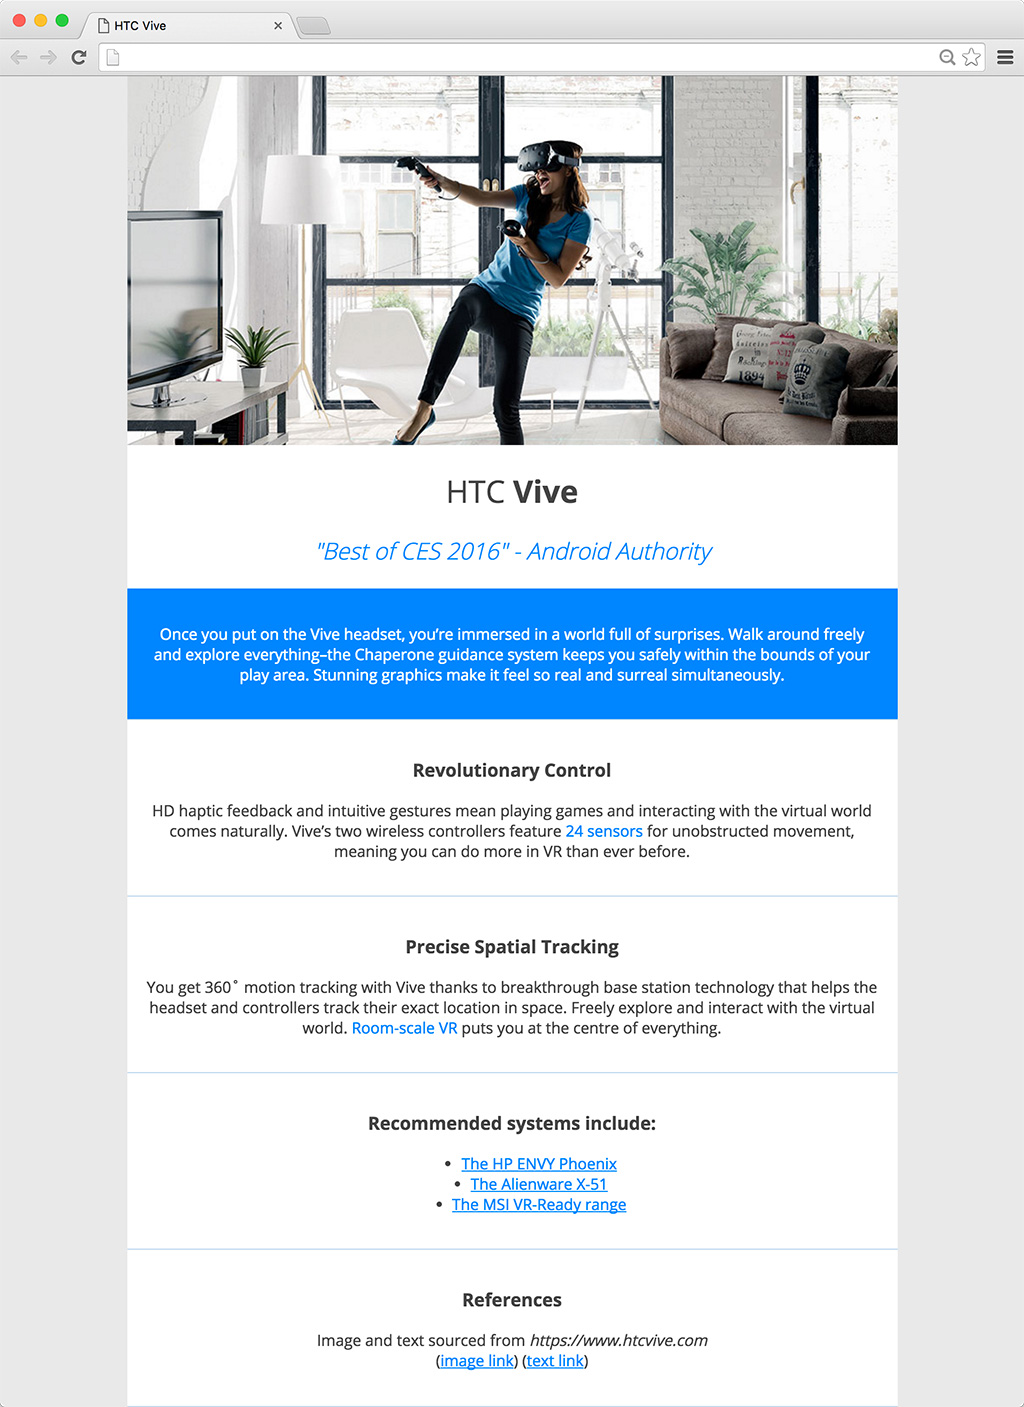 HTC Vive
HTC Vive
"Best of CES 2016" - Android Authority
Once you put on the Vive headset, you’re immersed in a world full of surprises. Walk around freely
and explore everything–the Chaperone guidance system keeps you safely within the bounds of your
play area. Stunning graphics make it feel so real and surreal simultaneously.
Revolutionary Control
HD haptic feedback and intuitive gestures mean playing games and interacting with the virtual world
comes naturally. Vive’s two wireless controllers feature 24 sensors for unobstructed movement,
meaning you can do more in VR than ever before.
Precise Spatial Tracking
You get 360˚ motion tracking with Vive thanks to breakthrough base station technology that helps the
headset and controllers track their exact location in space. Freely explore and interact with the virtual
world. Room-scale VR puts you at the centre of everything.
Recommended systems include:
• The HP ENVY Phoenix
• The Alienware X-51
• The MSI VR-Ready range
References
Image and text sourced from https://www.htcvive.com
(image link) (text link)